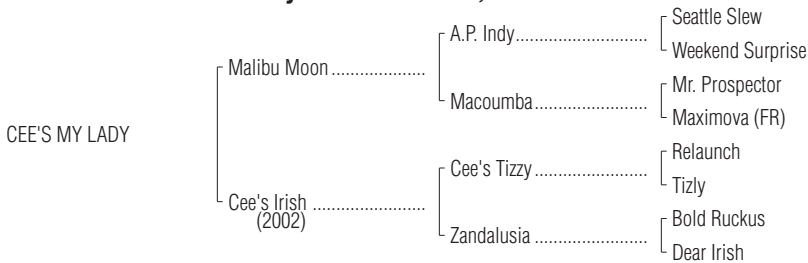 Seattle Slew
A.P. Indy
Weekend Surprise
Malibu Moon
Mr. Prospector
Macoumba
Maximova (FR)
CEE'S MY LADY
Relaunch
Cee's Tizzy
Tizly
Cee's Irish
(2002)
Bold Ruckus
Zandalusia
Dear Irish